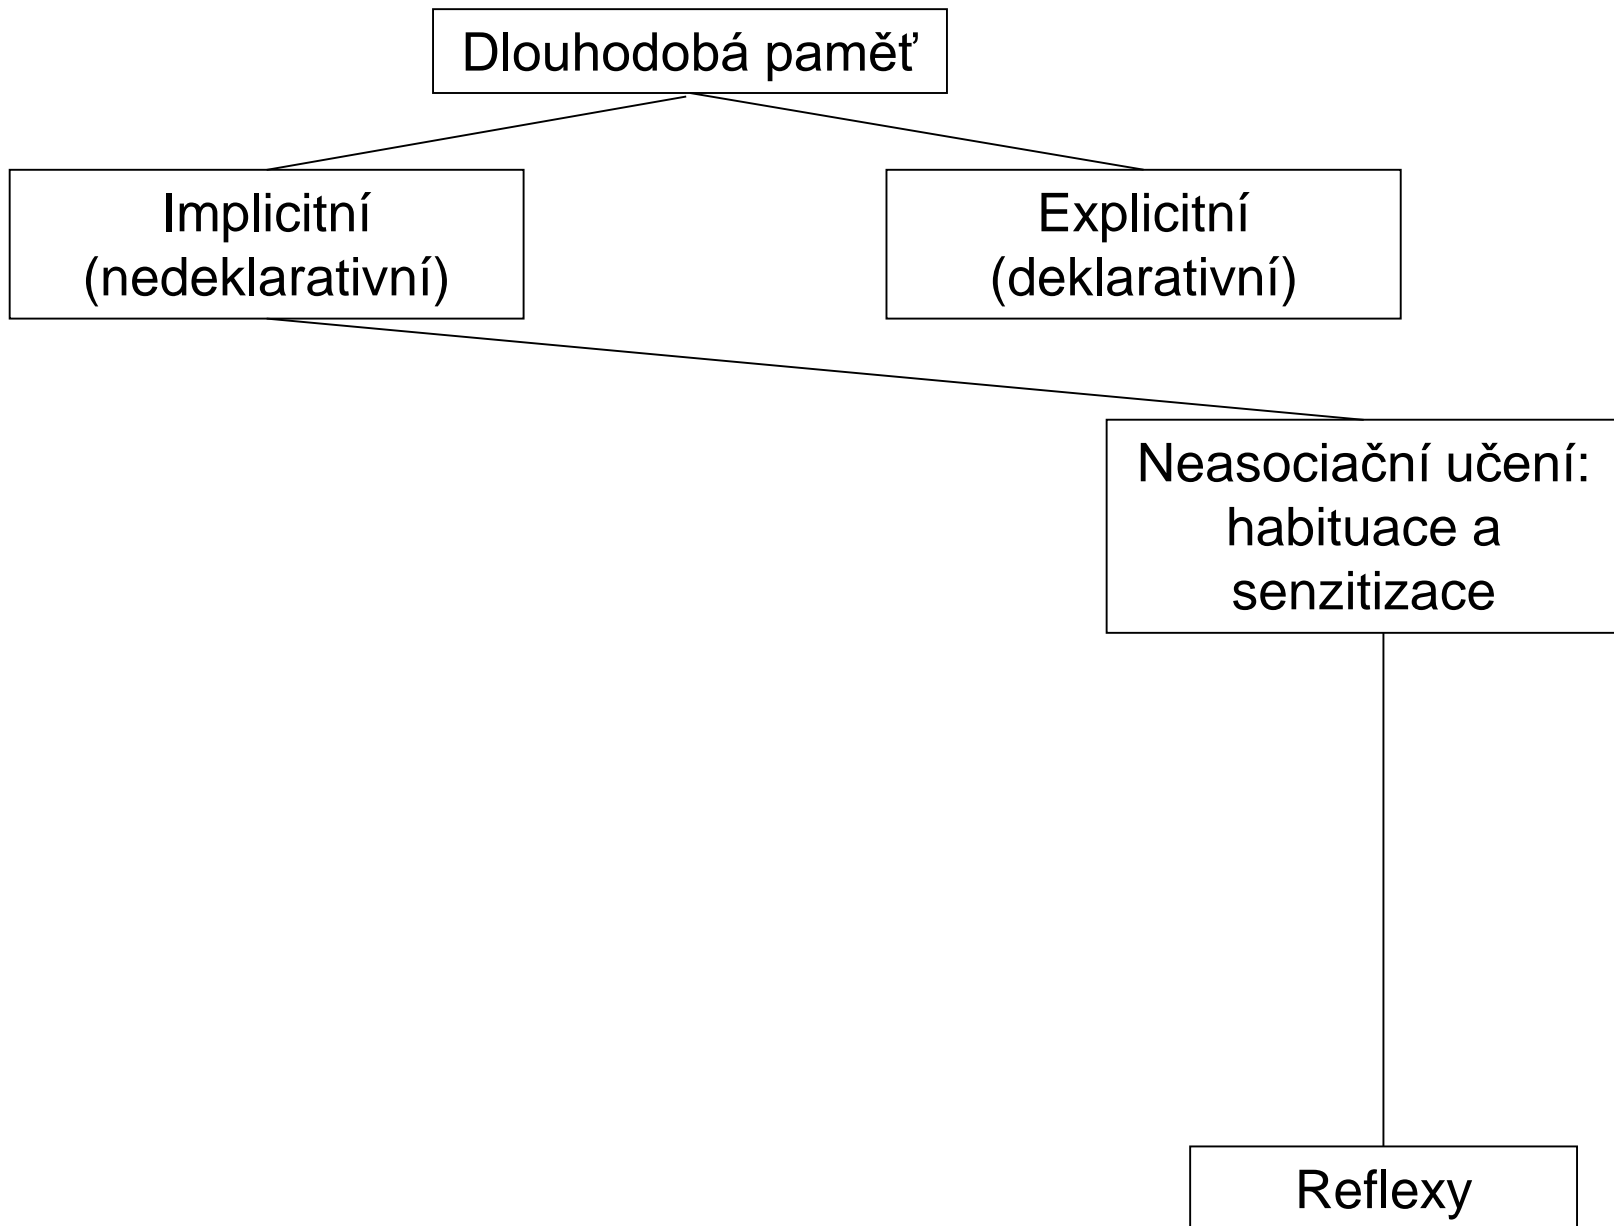 Dlouhodobá paměť
Implicitní
(nedeklarativní)
Explicitní
(deklarativní)
Neasociační učení:
habituace a
senzitizace
Reflexy